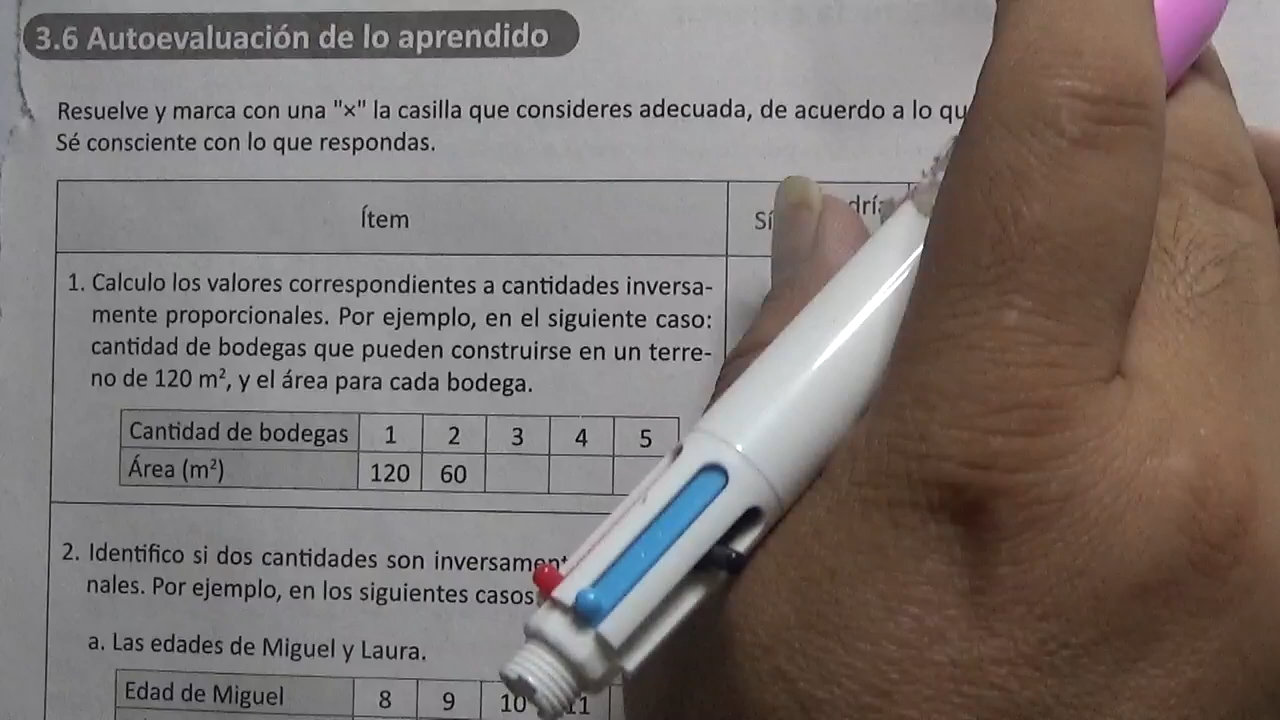 3.6 Autoevaluación de lo aprendido
Resuelve y marca con una "×" la casilla que consideres adecuada, de acuerdo a lo
Sé consciente con lo que respondas.
Ítem
1. Calculo los valores correspondientes a cantidades inversa-
mente proporcionales. Por ejemplo, en el siguiente caso:
cantidad de bodegas que pueden construirse en un terre-
no de 120 m², y el área para cada bodega.
Cantidad de bodegas 1 2 3 4 5
Área (m²) 120 60
2. Identifico si dos cantidades son
nales. Por ejemplo, en los siguientes casos
a. Las edades de Miguel y Laura.
Edad de Miguel 8 9 10 11